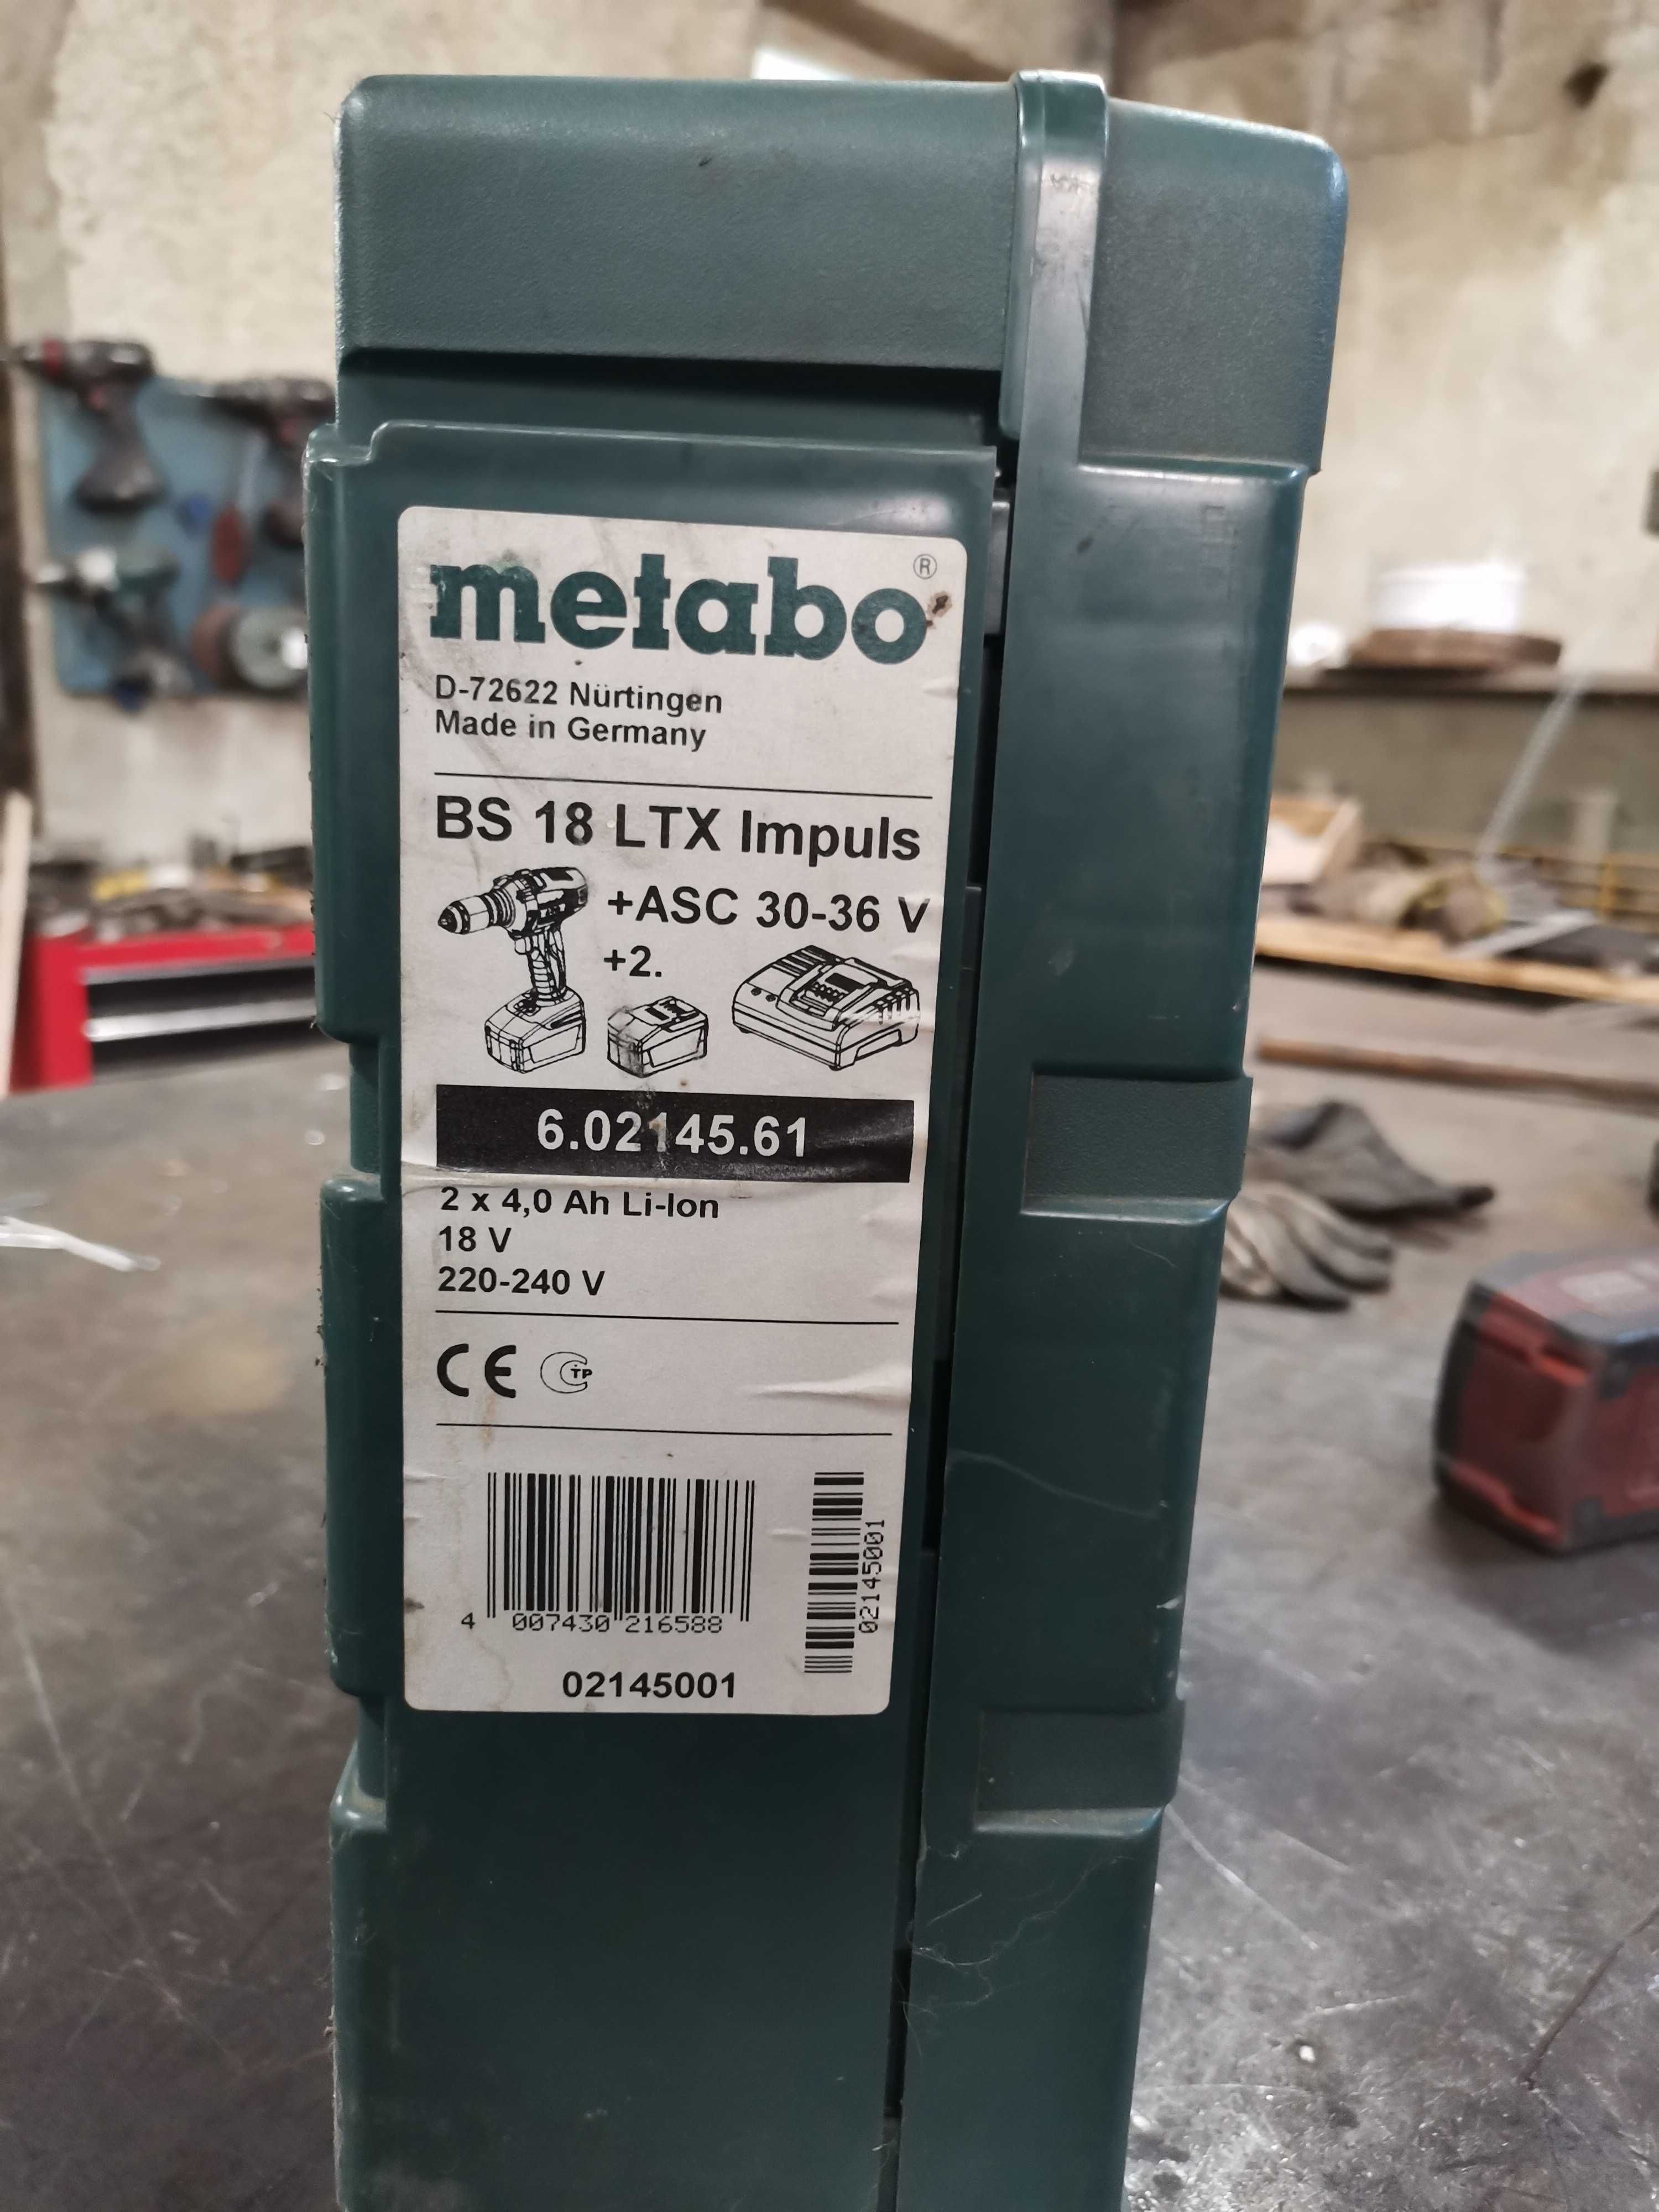 metabo®
D-72622 Nürtingen
Made in Germany
BS 18 LTX Impuls
+ASC 30-36 V
+2.
6.02145.61
2 x 4,0 Ah Li-Ion
18 V
220-240 V
CE TP
4 007430 216588
02145001
02145001